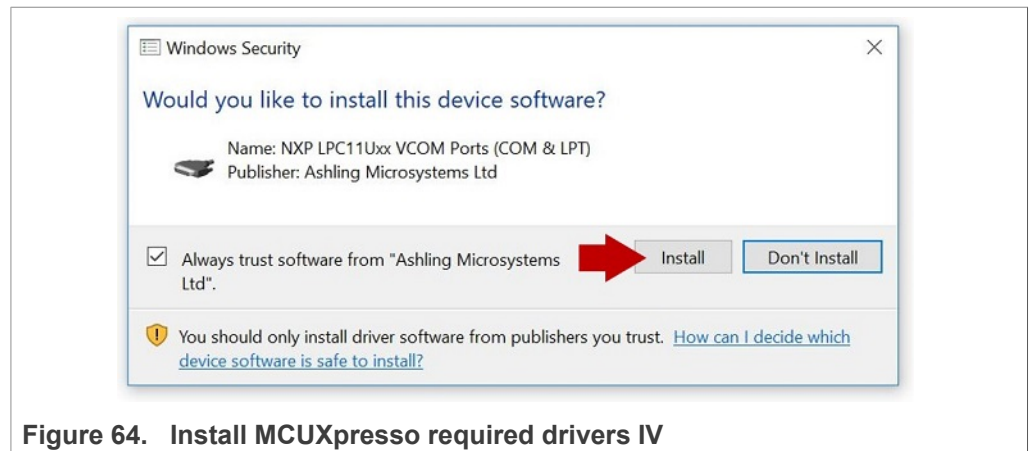 Windows Security
Would you like to install this device software?
Name: NXP LPC11Uxx VCOM Ports (COM & LPT)
Publisher: Ashling Microsystems Ltd
Always trust software from "Ashling Microsystems
Ltd".
Install
Don't Install
You should only install driver software from publishers you trust. How can I decide which
device software is safe to install?
Figure 64. Install MCUXpresso required drivers IV